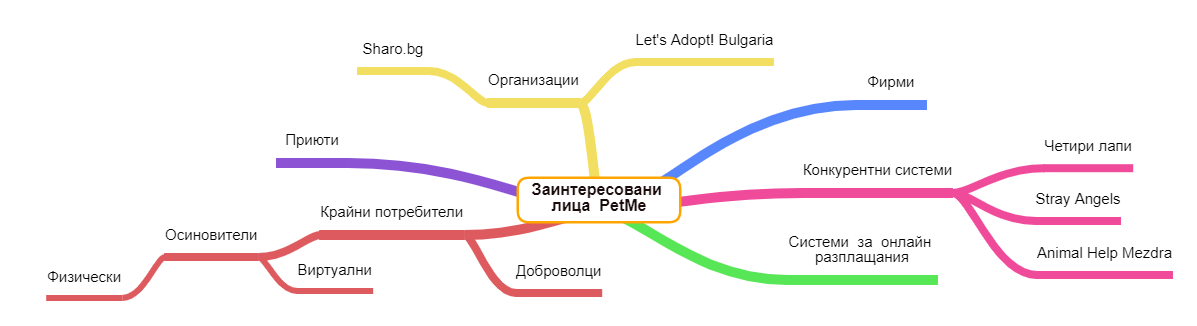 Let's Adopt! Bulgaria
Sharo.bg
Организации
Фирми
Приюти
Четири лапи
Конкурентни системи
Заинтересовани
лица PetMe
Stray Angels
Крайни потребители
Осиновители
Системи за онлайн
разплащания
Animal Help Mezdra
Физически
Виртуални
Доброволци